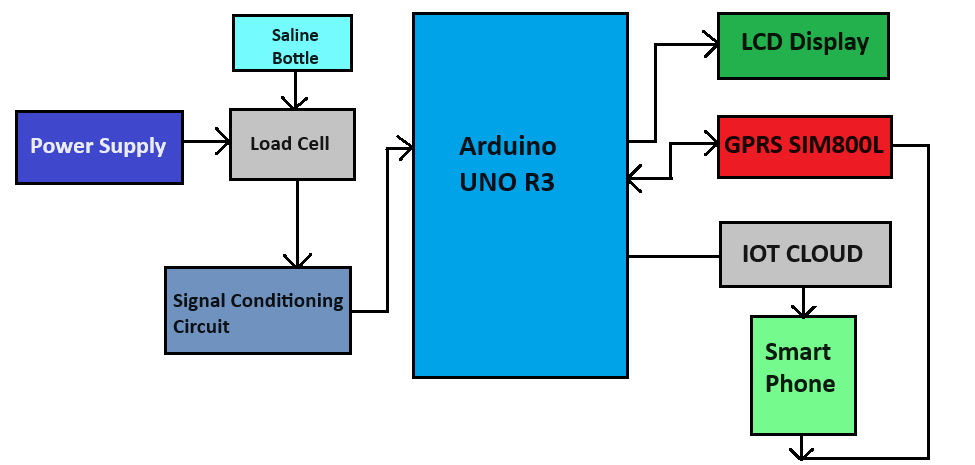 Saline
Bottle
Power Supply
Load Cell
Signal Conditioning
Circuit
Arduino
UNO R3
LCD Display
GPRS SIM800L
IOT CLOUD
Smart
Phone